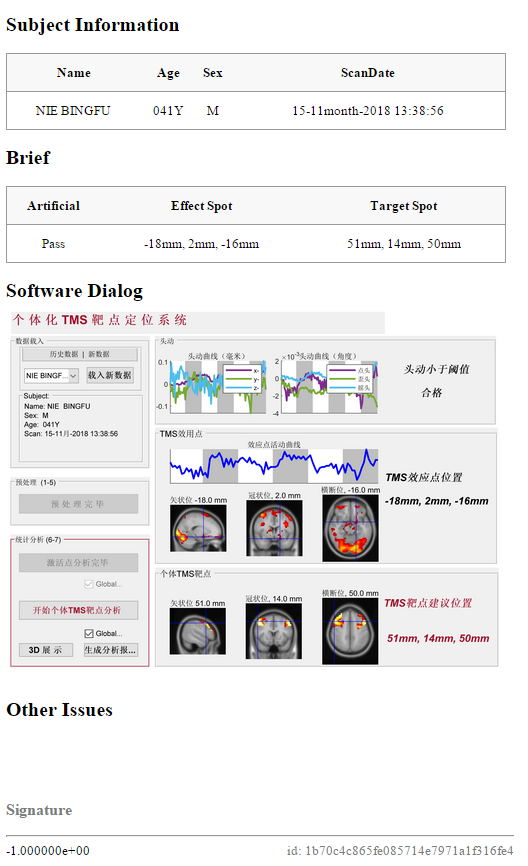 Subject Information
Name Age Sex ScanDate
NIE BINGFU 041Y M 15-11month-2018 13:38:56
Brief
Artificial Effect Spot Target Spot
Pass -18mm, 2mm, -16mm 51mm, 14mm, 50mm
Software Dialog
个体化TMS靶点定位系统
数据载入
历史数据 | 新数据
NIE BINGF... 载入新数据
Subject:
Name: NIE BINGFU
Sex: M
Age: 041Y
Scan: 15-11月-2018 13:38:56
预处理 (1-5)
预处理完毕
统计分析 (6-7)
激活点分析完毕
Global...
开始个体TMS靶点分析
Global...
3D 展示 生成分析报...
头动
头动曲线（毫米）
0.1
0
-0.1
x-
y-
z-
×10⁻³头动曲线（角度）
2
0
-2
-4
点头
歪头
摇头
头动小于阈值
合格
TMS效用点
效应点活动曲线
矢状位 -18.0 mm 冠状位, 2.0 mm 横断位, -16.0 mm
TMS效应点位置
-18mm, 2mm, -16mm
个体TMS靶点
矢状位 51.0 mm 冠状位, 14.0 mm 横断位, 50.0 mm
TMS靶点建议位置
51mm, 14mm, 50mm
Other Issues
Signature
-1.000000e+00 id: 1b70c4c865fe085714e7971a1f316fe4